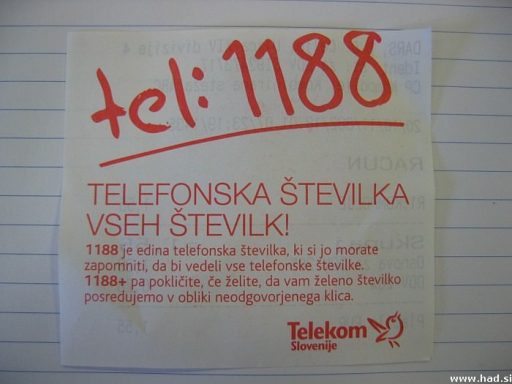 tel: 1188
TELEFONSKA ŠTEVILKA
VSEH ŠTEVILK!
1188 je edina telefonska številka, ki si jo morate
zapomniti, da bi vedeli vse telefonske številke.
1188+ pa pokličite, če želite, da vam želeno številko
posredujemo v obliki neodgovorjenega klica.
Telekom
Slovenije
www.had.si